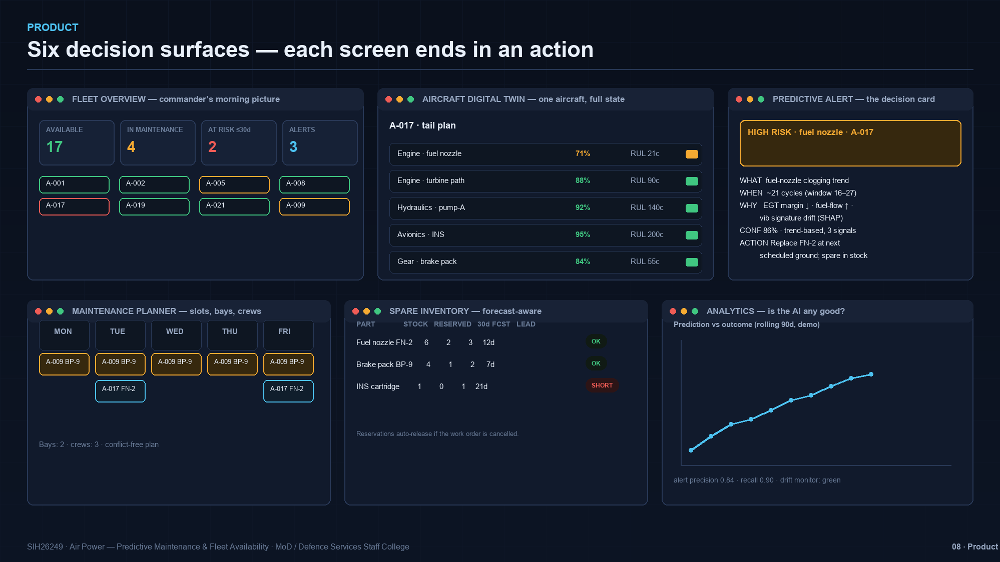 PRODUCT
Six decision surfaces — each screen ends in an action
FLEET OVERVIEW — commander’s morning picture
AVAILABLE
17
IN MAINTENANCE
4
AT RISK ≤30d
2
ALERTS
3
A-001
A-002
A-005
A-008
A-017
A-019
A-021
A-009
AIRCRAFT DIGITAL TWIN — one aircraft, full state
A-017 · tail plan
Engine · fuel nozzle 71% RUL 21c
Engine · turbine path 88% RUL 90c
Hydraulics · pump-A 92% RUL 140c
Avionics · INS 95% RUL 200c
Gear · brake pack 84% RUL 55c
PREDICTIVE ALERT — the decision card
HIGH RISK · fuel nozzle · A-017
WHAT fuel-nozzle clogging trend
WHEN ~21 cycles (window 16–27)
WHY EGT margin ↓ · fuel-flow ↑ ·
vib signature drift (SHAP)
CONF 86% · trend-based, 3 signals
ACTION Replace FN-2 at next
scheduled ground; spare in stock
MAINTENANCE PLANNER — slots, bays, crews
MON TUE WED THU FRI
A-009 BP-9 A-009 BP-9 A-009 BP-9 A-009 BP-9 A-009 BP-9
A-017 FN-2 A-017 FN-2
Bays: 2 · crews: 3 · conflict-free plan
SPARE INVENTORY — forecast-aware
PART STOCK RESERVED 30d FCST LEAD
Fuel nozzle FN-2 6 2 3 12d OK
Brake pack BP-9 4 1 2 7d OK
INS cartridge 1 0 1 21d SHORT
Reservations auto-release if the work order is cancelled.
ANALYTICS — is the AI any good?
Prediction vs outcome (rolling 90d, demo)
alert precision 0.84 · recall 0.90 · drift monitor: green
SIH26249 · Air Power — Predictive Maintenance & Fleet Availability · MoD / Defence Services Staff College
08 · Product